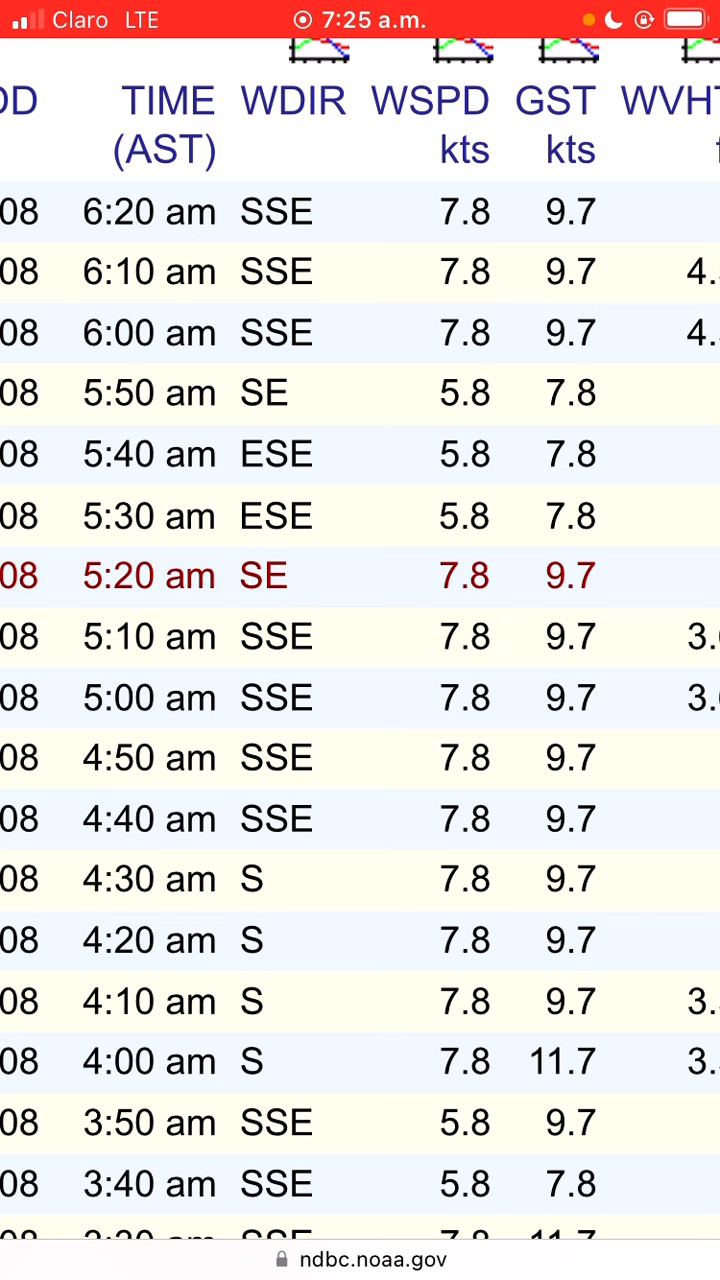 Claro LTE 7:25 a.m.
TIME WDIR WSPD GST
(AST) kts kts
08 6:20 am SSE 7.8 9.7
08 6:10 am SSE 7.8 9.7 4.
08 6:00 am SSE 7.8 9.7 4.
08 5:50 am SE 5.8 7.8
08 5:40 am ESE 5.8 7.8
08 5:30 am ESE 5.8 7.8
08 5:20 am SE 7.8 9.7
08 5:10 am SSE 7.8 9.7 3.
08 5:00 am SSE 7.8 9.7 3.
08 4:50 am SSE 7.8 9.7
08 4:40 am SSE 7.8 9.7
08 4:30 am S 7.8 9.7
08 4:20 am S 7.8 9.7
08 4:10 am S 7.8 9.7 3.
08 4:00 am S 7.8 11.7 3.
08 3:50 am SSE 5.8 9.7
08 3:40 am SSE 5.8 7.8
ndbc.noaa.gov